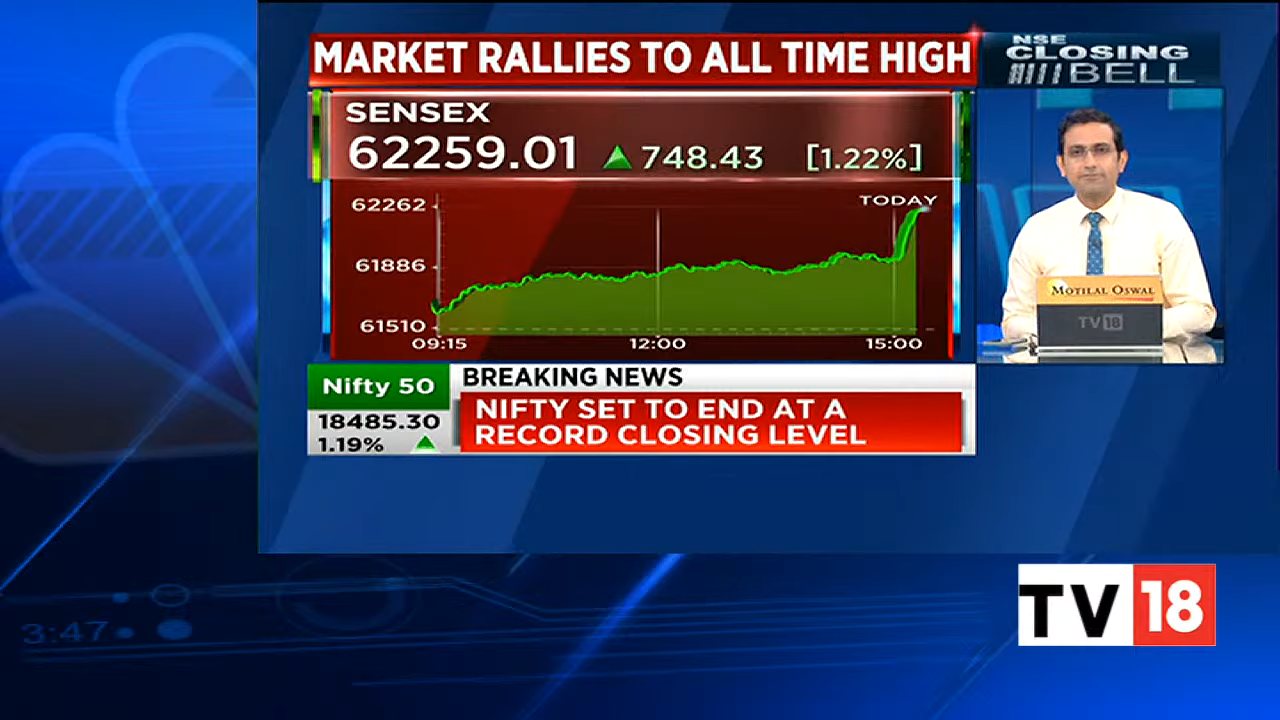 MARKET RALLIES TO ALL TIME HIGH
NSE
CLOSING
BELL
SENSEX
62259.01 748.43 [1.22%]
TODAY
62262
61886
61510
09:15 12:00 15:00
MOTILAL OSWAL
TV18
Nifty 50
18485.30
1.19%
BREAKING NEWS
NIFTY SET TO END AT A
RECORD CLOSING LEVEL
3:47
TV18